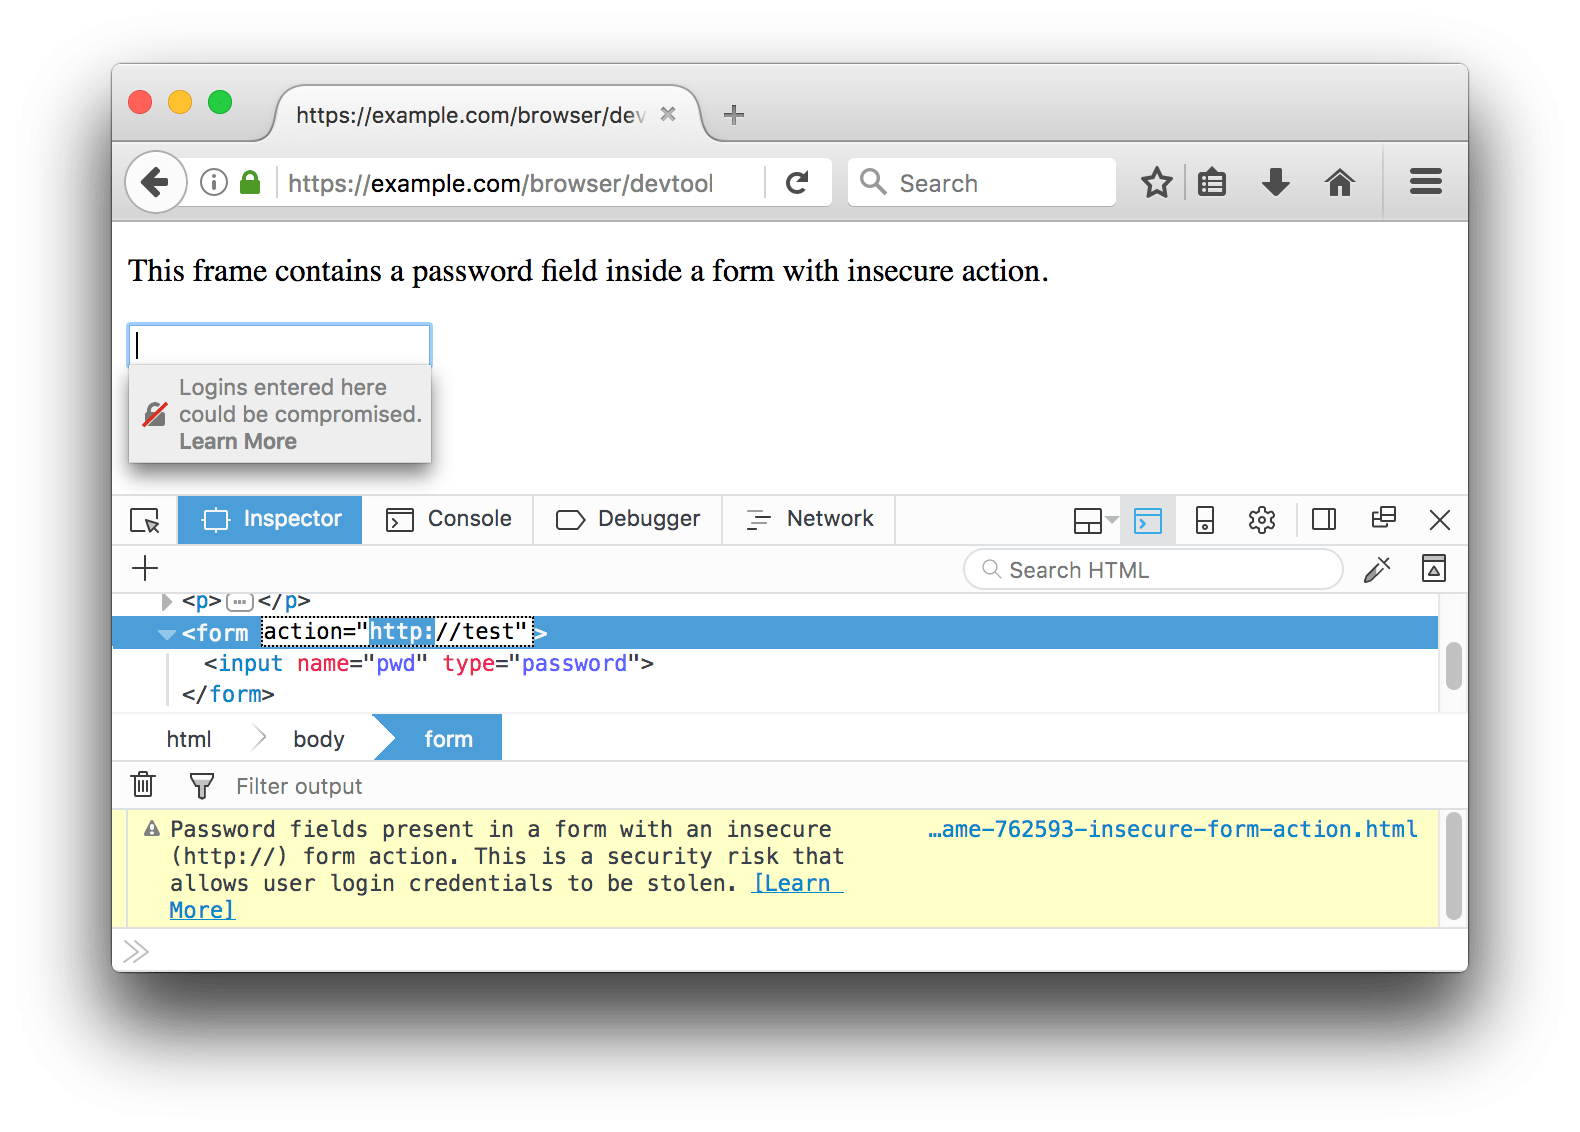 https://example.com/browser/dev
https://example.com/browser/devtool
Search
This frame contains a password field inside a form with insecure action.
Logins entered here
could be compromised.
Learn More
Inspector
Console
Debugger
Network
Search HTML
<p>…</p>
<form action="http://test">
<input name="pwd" type="password">
</form>
html
body
form
Filter output
Password fields present in a form with an insecure
…ame-762593-insecure-form-action.html
(http://) form action. This is a security risk that
allows user login credentials to be stolen. [Learn
More]